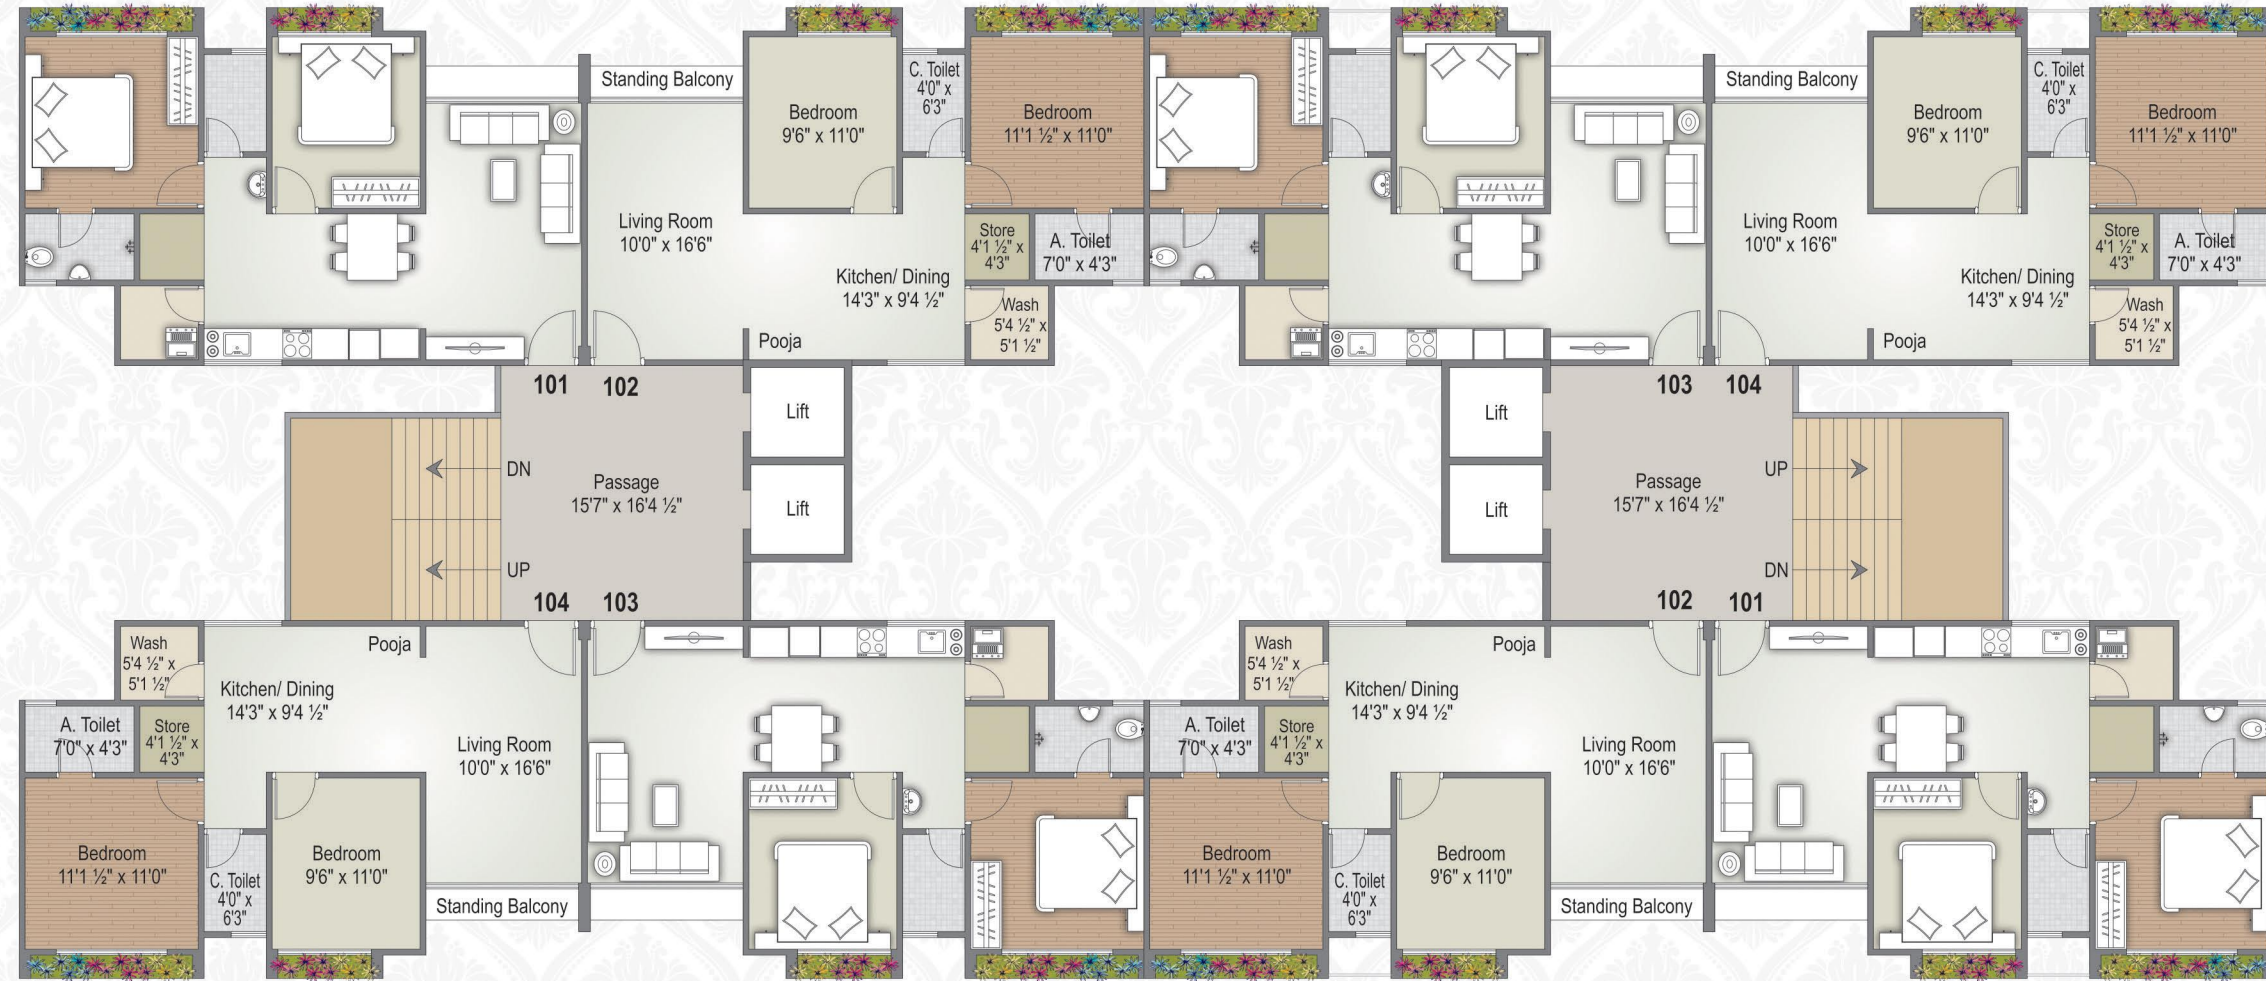 Standing Balcony
Bedroom
9'6" x 11'0"
C. Toilet
4'0" x
6'3"
Bedroom
11'1 ½" x 11'0"
Living Room
10'0" x 16'6"
Kitchen/ Dining
14'3" x 9'4 ½"
Store
4'1 ½" x
4'3"
A. Toilet
7'0" x 4'3"
Wash
5'4 ½" x
5'1 ½"
Pooja
Standing Balcony
Bedroom
9'6" x 11'0"
C. Toilet
4'0" x
6'3"
Bedroom
11'1 ½" x 11'0"
Living Room
10'0" x 16'6"
Kitchen/ Dining
14'3" x 9'4 ½"
Store
4'1 ½" x
4'3"
A. Toilet
7'0" x 4'3"
Wash
5'4 ½" x
5'1 ½"
Pooja
101 102
Lift
DN
Passage
15'7" x 16'4 ½"
Lift
UP
104 103
103 104
Lift
UP
Passage
15'7" x 16'4 ½"
Lift
DN
102 101
Wash
5'4 ½" x
5'1 ½"
Pooja
Kitchen/ Dining
14'3" x 9'4 ½"
A. Toilet
7'0" x 4'3"
Store
4'1 ½" x
4'3"
Living Room
10'0" x 16'6"
Bedroom
11'1 ½" x 11'0"
C. Toilet
4'0" x
6'3"
Bedroom
9'6" x 11'0"
Standing Balcony
Wash
5'4 ½" x
5'1 ½"
Pooja
Kitchen/ Dining
14'3" x 9'4 ½"
A. Toilet
7'0" x 4'3"
Store
4'1 ½" x
4'3"
Living Room
10'0" x 16'6"
Bedroom
11'1 ½" x 11'0"
C. Toilet
4'0" x
6'3"
Bedroom
9'6" x 11'0"
Standing Balcony